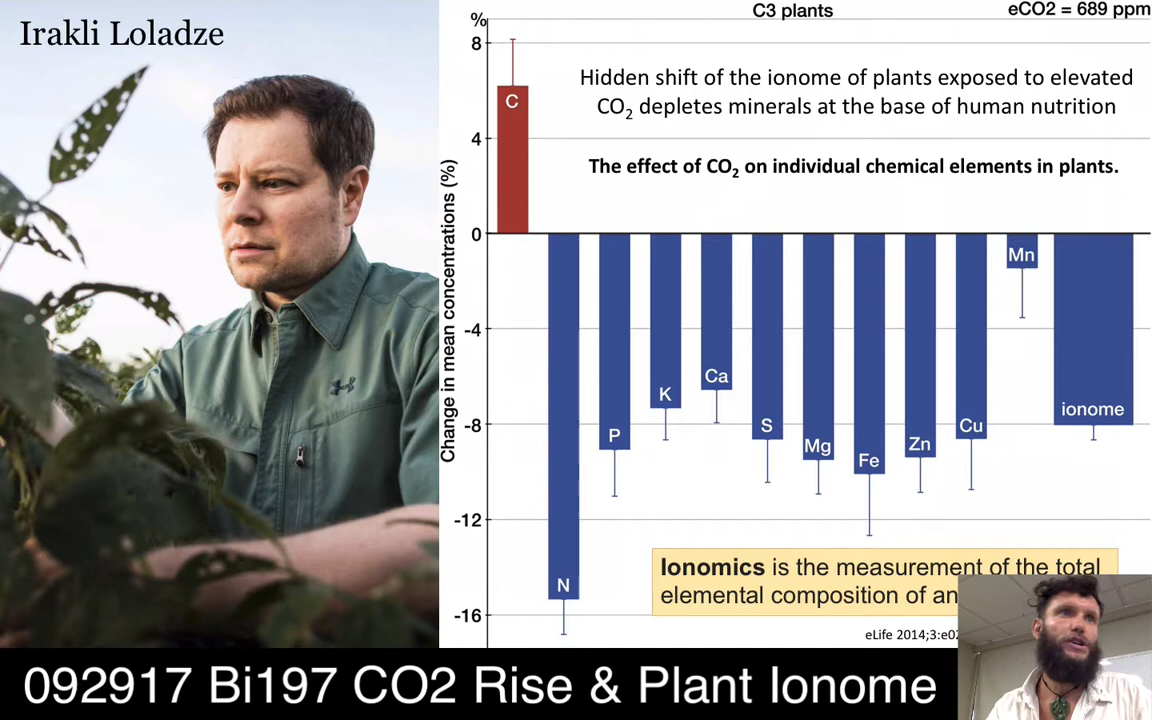 Irakli Loladze
C3 plants
eCO2 = 689 ppm
%
8
4
0
-4
-8
-12
-16
Change in mean concentrations (%)
Hidden shift of the ionome of plants exposed to elevated
CO₂ depletes minerals at the base of human nutrition
The effect of CO₂ on individual chemical elements in plants.
C
N
P
K
Ca
S
Mg
Fe
Zn
Cu
Mn
ionome
Ionomics is the measurement of the total
elemental composition of an
eLife 2014;3:e02
092917 Bi197 CO2 Rise & Plant Ionome